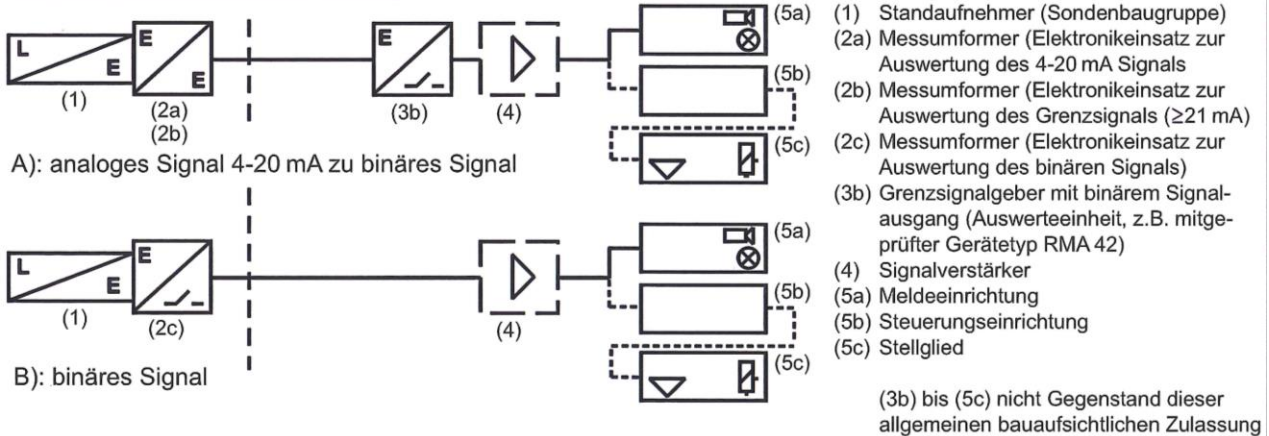 L
E
E
E
E
(1)
(2a)
(2b)
(3b)
(4)
(5a)
(5b)
(5c)
A): analoges Signal 4-20 mA zu binäres Signal
L
E
E
(1)
(2c)
(4)
(5a)
(5b)
(5c)
B): binäres Signal
(1) Standaufnehmer (Sondenbaugruppe)
(2a) Messumformer (Elektronikeinsatz zur
Auswertung des 4-20 mA Signals
(2b) Messumformer (Elektronikeinsatz zur
Auswertung des Grenzsignals (≥21 mA)
(2c) Messumformer (Elektronikeinsatz zur
Auswertung des binären Signals)
(3b) Grenzsignalgeber mit binärem Signal-
ausgang (Auswerteeinheit, z.B. mitge-
prüfter Gerätetyp RMA 42)
(4) Signalverstärker
(5a) Meldeeinrichtung
(5b) Steuerungseinrichtung
(5c) Stellglied
(3b) bis (5c) nicht Gegenstand dieser
allgemeinen bauaufsichtlichen Zulassung